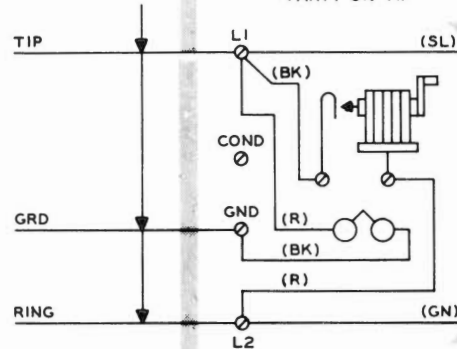 L1
TIP
(SL)
(BK)
COND
GRD
GND
(R)
(BK)
(R)
RING
(GN)
L2